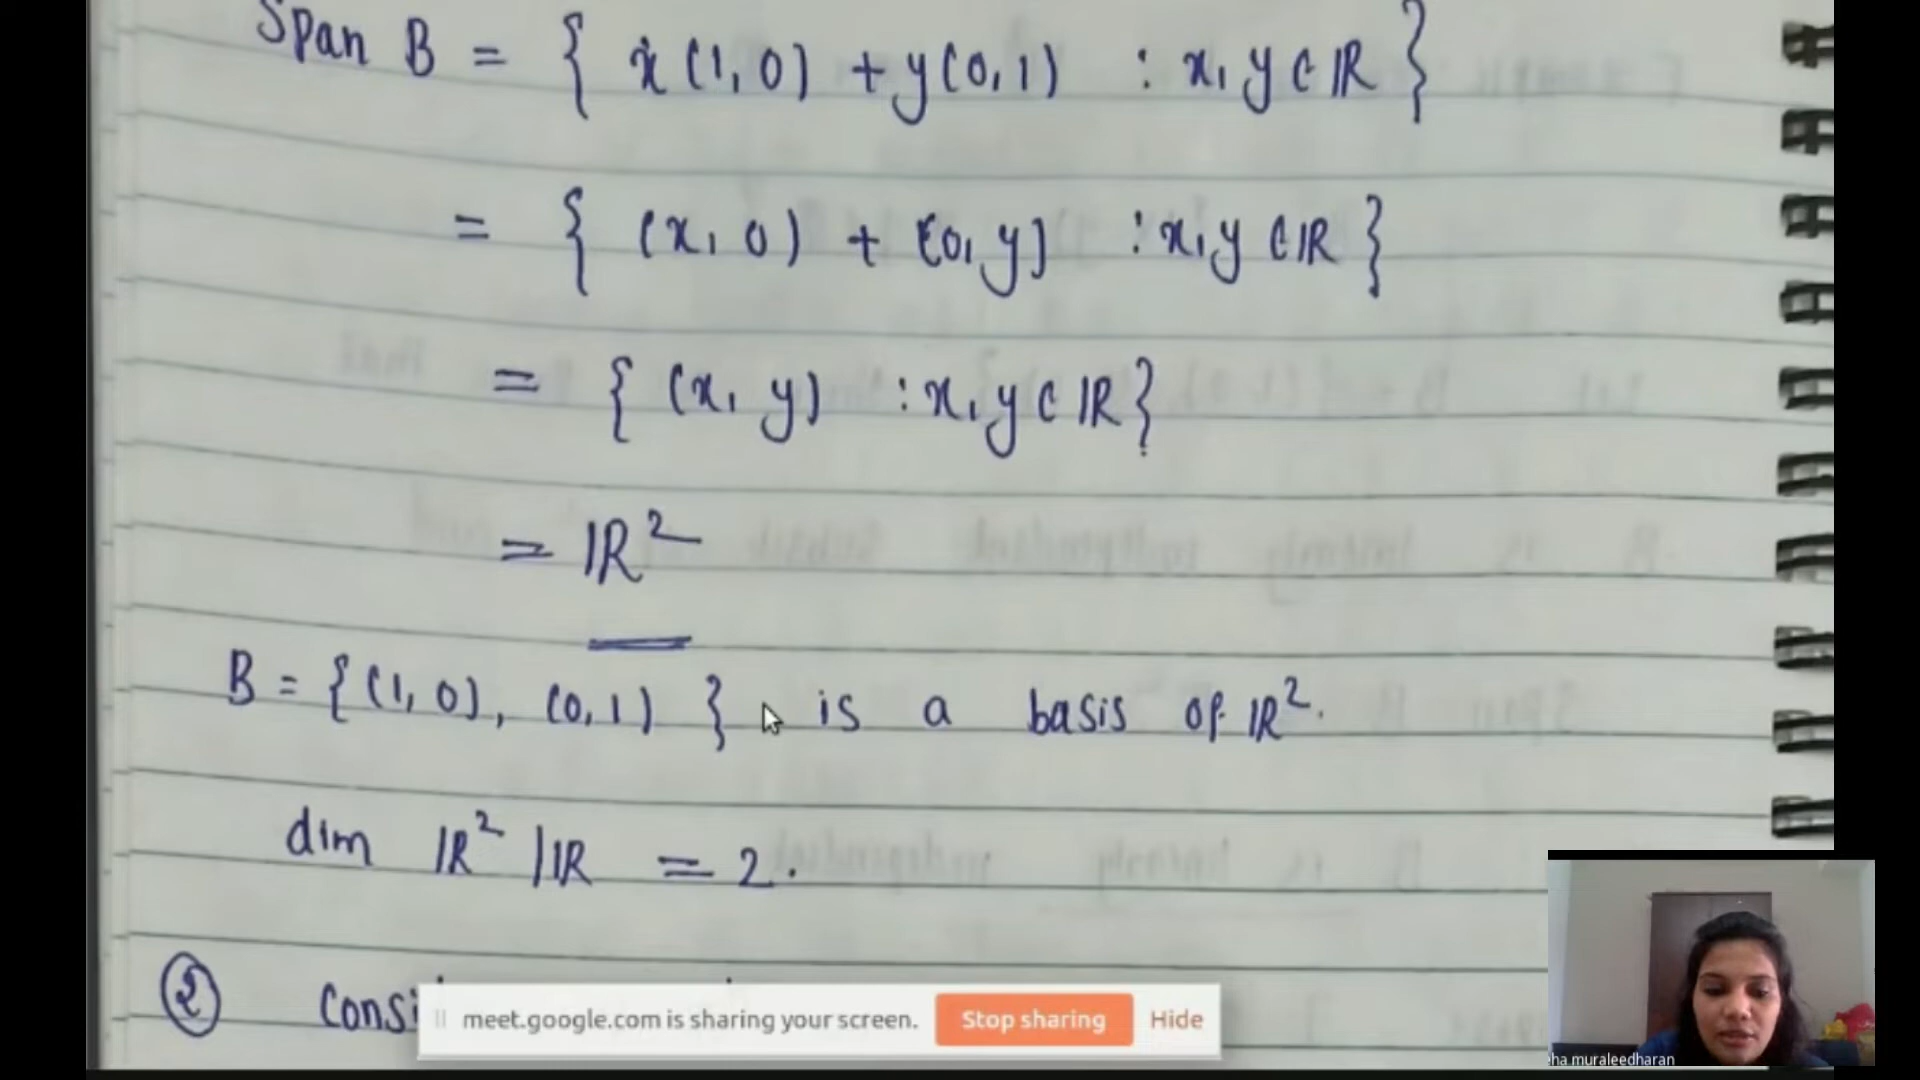 Span B = { x(1,0) + y(0,1) : x, y ∈ ℝ }
= { (x, 0) + (0, y) : x, y ∈ ℝ }
= { (x, y) : x, y ∈ ℝ }
= ℝ²
B = { (1,0), (0,1) } is a basis of ℝ².
dim ℝ² | ℝ = 2.
②
meet.google.com is sharing your screen. Stop sharing Hide
muraleedharan